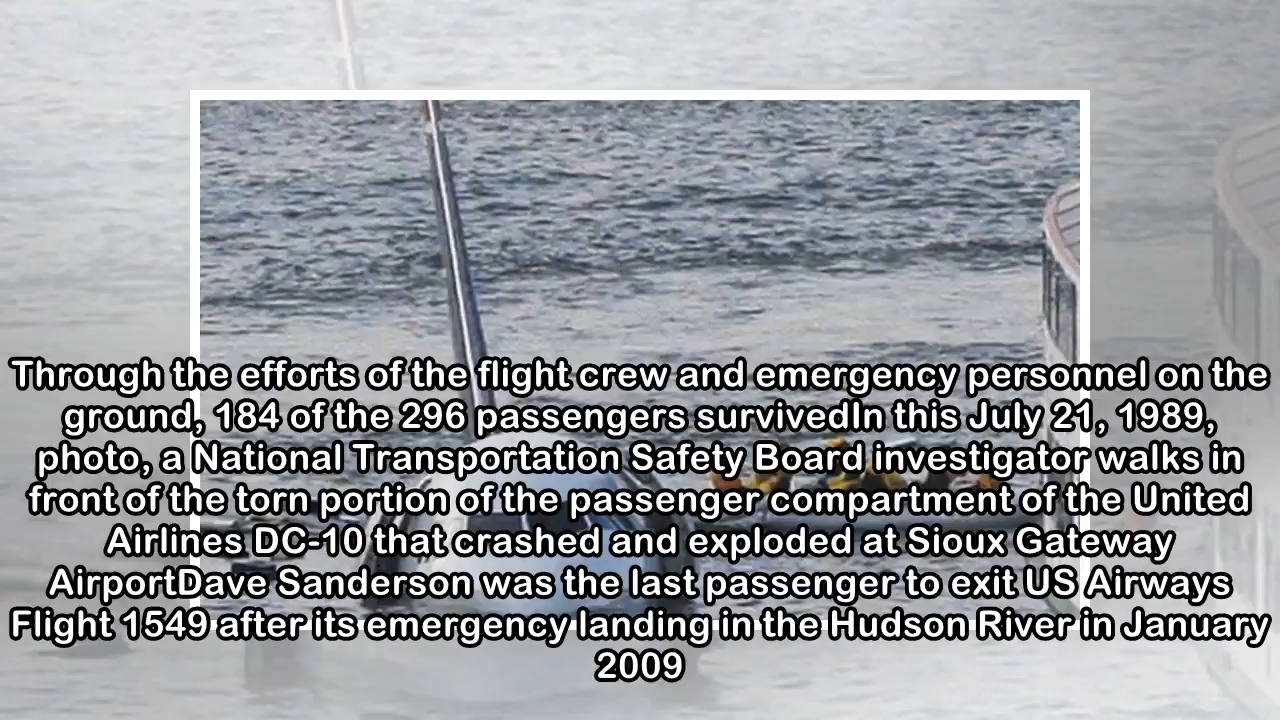 Through the efforts of the flight crew and emergency personnel on the
ground, 184 of the 296 passengers survivedIn this July 21, 1989,
photo, a National Transportation Safety Board investigator walks in
front of the torn portion of the passenger compartment of the United
Airlines DC-10 that crashed and exploded at Sioux Gateway
AirportDave Sanderson was the last passenger to exit US Airways
Flight 1549 after its emergency landing in the Hudson River in January
2009